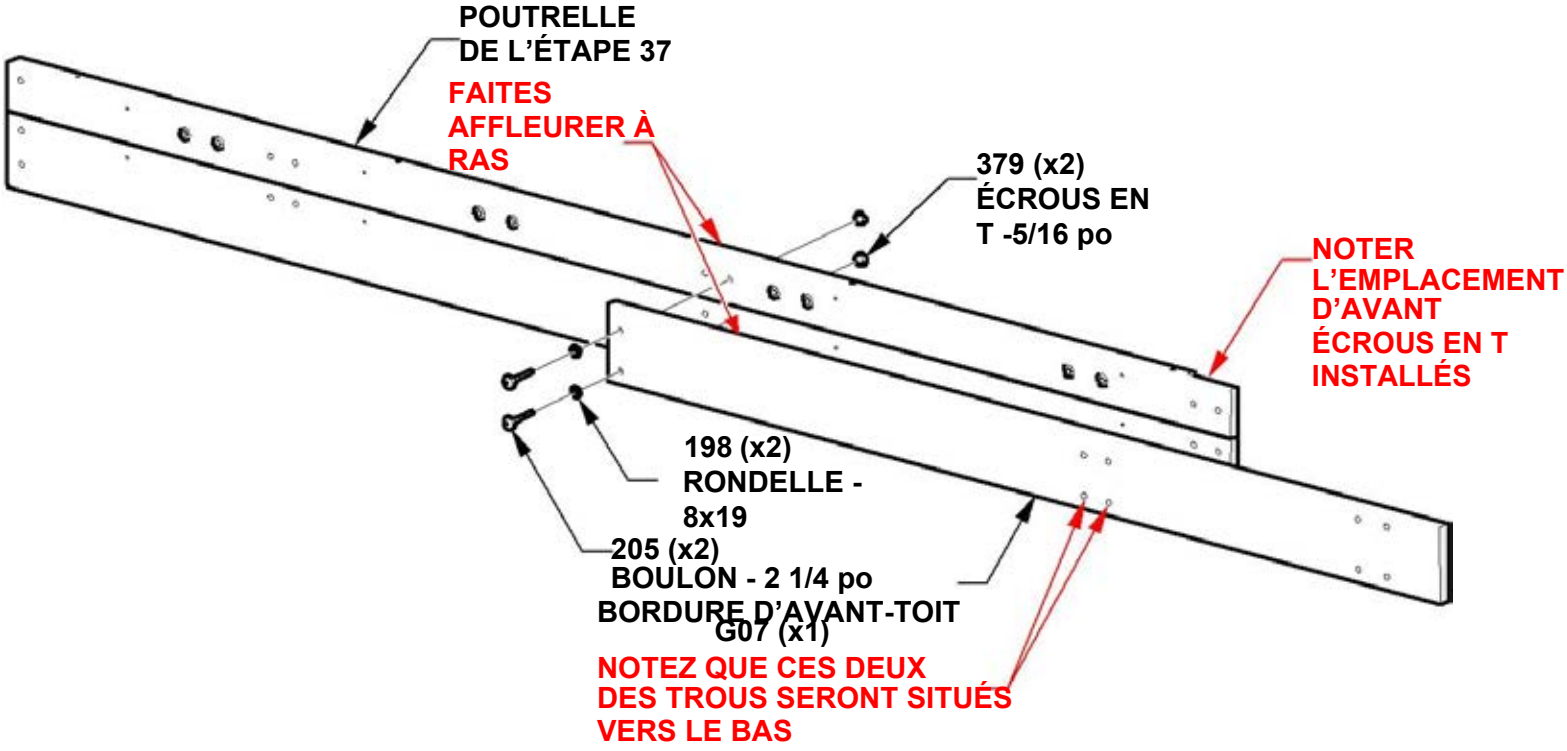 POUTRELLE
DE L'ÉTAPE 37
FAITES
AFFLEURER À
RAS
379 (x2)
ÉCROUS EN
T -5/16 po
NOTER
L'EMPLACEMENT
D'AVANT
ÉCROUS EN T
INSTALLÉS
198 (x2)
RONDELLE -
8x19
205 (x2)
BOULON - 2 1/4 po
BORDURE D'AVANT-TOIT
G07 (x1)
NOTEZ QUE CES DEUX
DES TROUS SERONT SITUÉS
VERS LE BAS